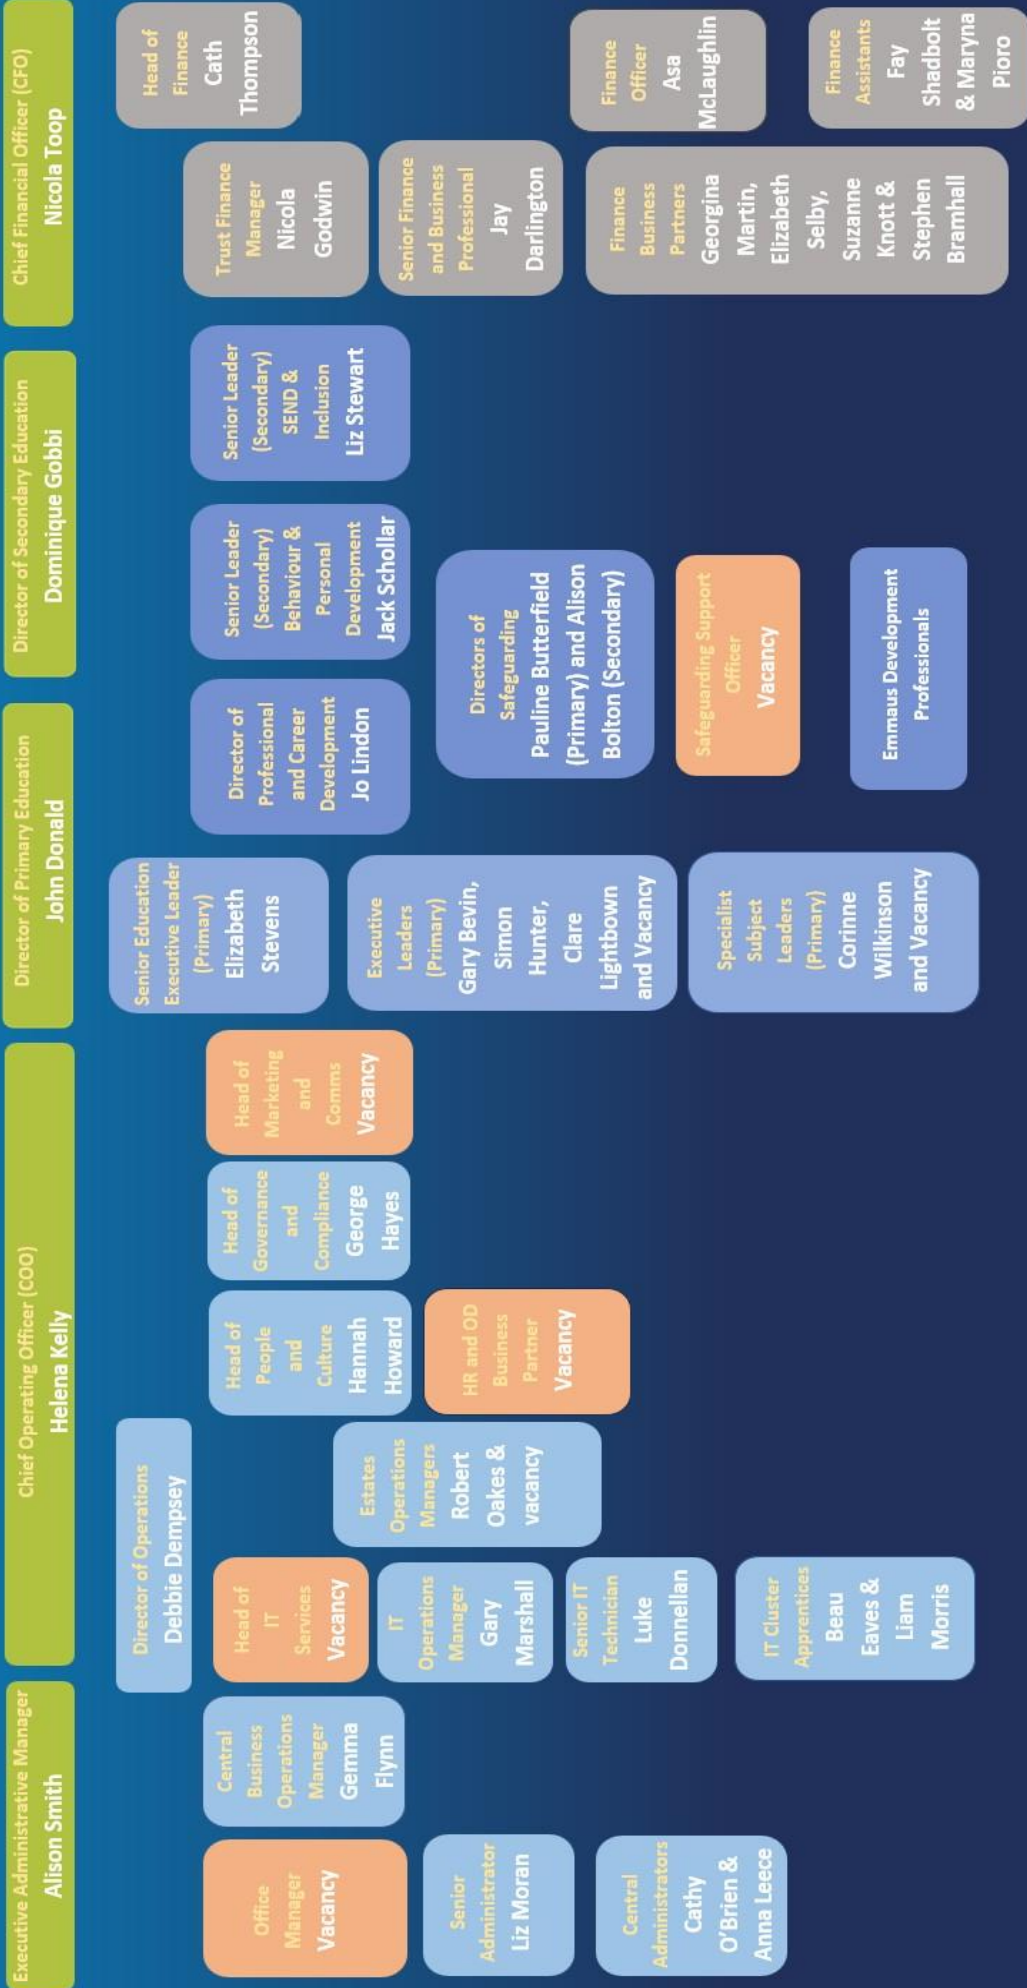 Executive Administrative Manager
Alison Smith
Chief Operating Officer (COO)
Helena Kelly
Director of Primary Education
John Donald
Director of Secondary Education
Dominique Gobbi
Chief Financial Officer (CFO)
Nicola Toop
Office
Manager
Vacancy
Senior
Administrator
Liz Moran
Central
Administrators
Cathy
O'Brien &
Anna Leece
Central
Business
Operations
Manager
Gemma
Flynn
Director of Operations
Debbie Dempsey
Head of
IT
Services
Vacancy
IT
Operations
Manager
Gary
Marshall
Senior IT
Technician
Luke
Donnellan
IT Cluster
Apprentices
Beau
Eaves &
Liam
Morris
Estates
Operations
Managers
Robert
Oakes &
vacancy
Head of
People
and
Culture
Hannah
Howard
HR and OD
Business
Partner
Vacancy
Head of
Governance
and
Compliance
George
Hayes
Head of
Marketing
and
Comms
Vacancy
Senior Education
Executive Leader
(Primary)
Elizabeth
Stevens
Executive
Leaders
(Primary)
Gary Bevin,
Simon
Hunter,
Clare
Lightbown
and Vacancy
Specialist
Subject
Leaders
(Primary)
Corinne
Wilkinson
and Vacancy
Director of
Professional
and Career
Development
Jo Lindon
Senior Leader
(Secondary)
Behaviour &
Personal
Development
Jack Schollar
Senior Leader
(Secondary)
SEND &
Inclusion
Liz Stewart
Directors of
Safeguarding
Pauline Butterfield
(Primary) and Alison
Bolton (Secondary)
Safeguarding Support
Officer
Vacancy
Emmaus Development
Professionals
Head of
Finance
Cath
Thompson
Trust Finance
Manager
Nicola
Godwin
Senior Finance
and Business
Professional
Jay
Darlington
Finance
Business
Partners
Georgina
Martin,
Elizabeth
Selby,
Suzanne
Knott &
Stephen
Bramhall
Finance
Officer
Asa
McLaughlin
Finance
Assistants
Fay
Shadbolt
& Maryna
Pioro